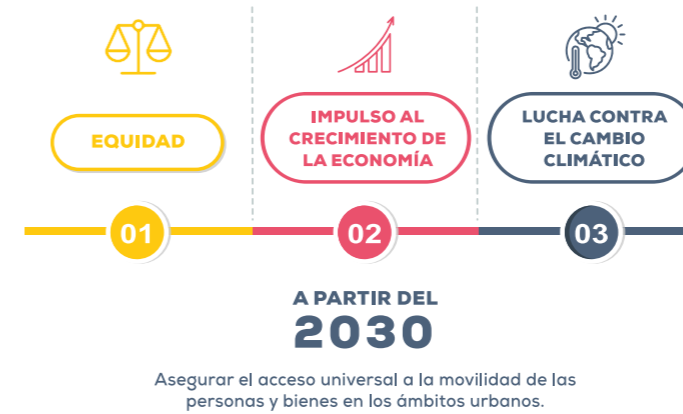 EQUIDAD
IMPULSO AL
CRECIMIENTO DE
LA ECONOMÍA
LUCHA CONTRA
EL CAMBIO
CLIMÁTICO
01
02
03
A PARTIR DEL
2030
Asegurar el acceso universal a la movilidad de las
personas y bienes en los ámbitos urbanos.